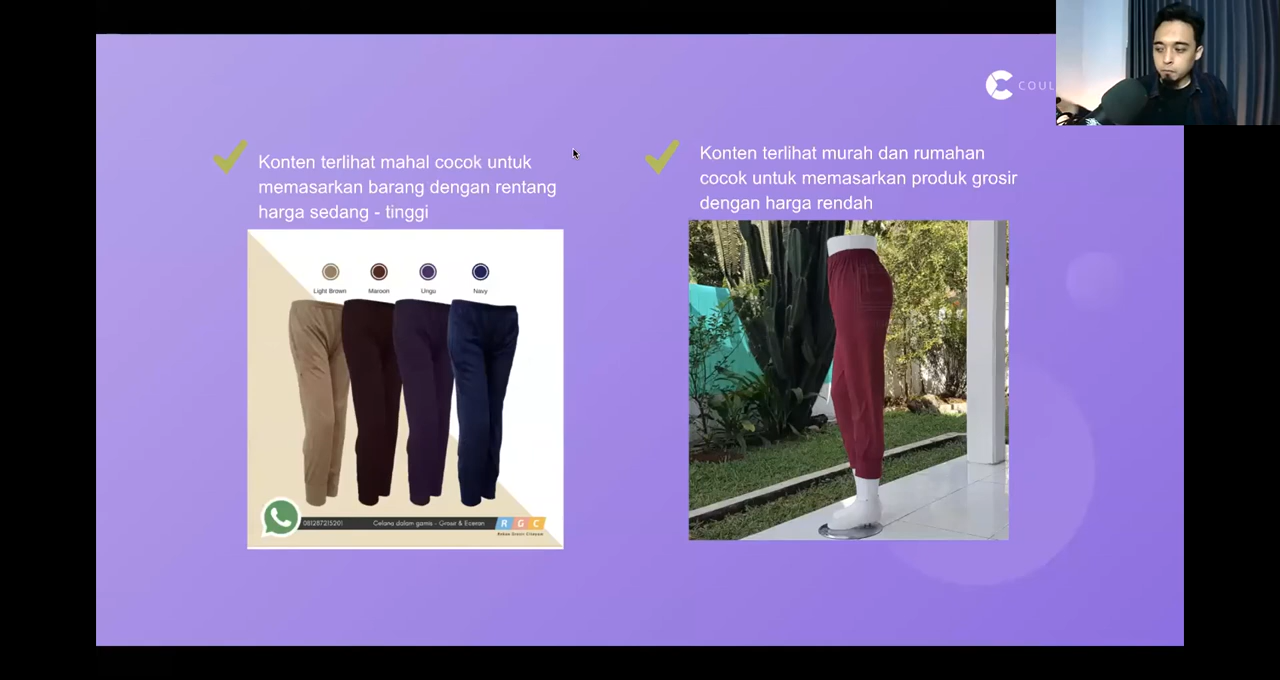 Konten terlihat mahal cocok untuk
memasarkan barang dengan rentang
harga sedang - tinggi
Light Brown
Maroon
Ungu
Navy
081287215201
Celana dalam gamis - Grosir & Eceran
R G C
Konten terlihat murah dan rumahan
cocok untuk memasarkan produk grosir
dengan harga rendah